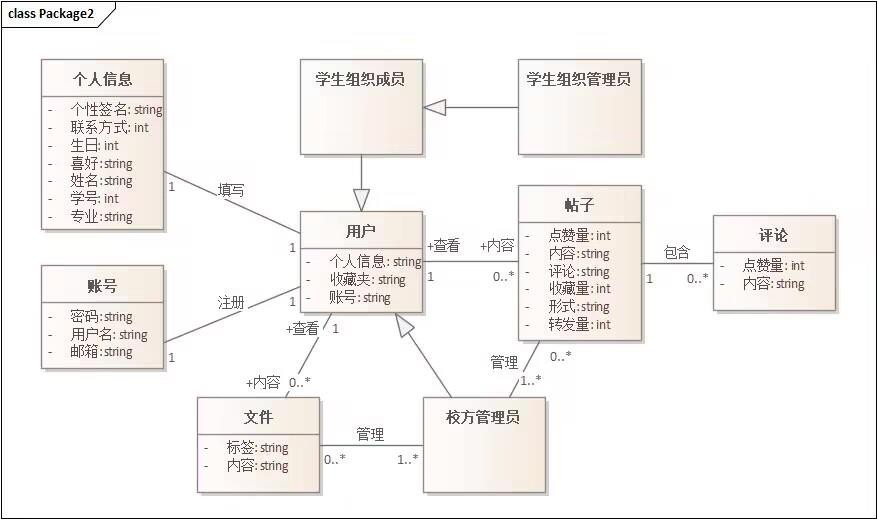 class Package2
个人信息
- 个性签名: string
- 联系方式: int
- 生日: int
- 喜好: string
- 姓名: string
- 学号: int
- 专业: string
学生组织成员
学生组织管理员
1
填写
1
用户
- 个人信息: string
- 收藏夹: string
- 账号: string
+查看
1
+内容
0..*
帖子
- 点赞量: int
- 内容: string
- 评论: string
- 收藏量: int
- 形式: string
- 转发量: int
包含
1
0..*
评论
- 点赞量: int
- 内容: string
账号
- 密码: string
- 用户名: string
- 邮箱: string
注册
1
1
+查看
1
+内容
0..*
管理
0..*
1..*
文件
- 标签: string
- 内容: string
管理
0..*
1..*
校方管理员